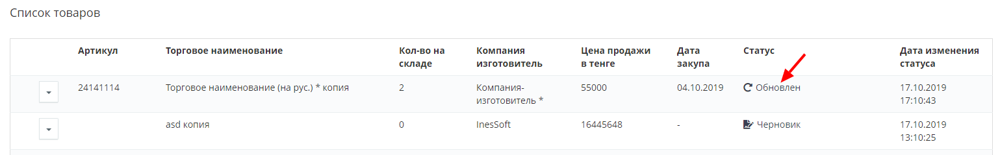 Список товаров
Артикул Торговое наименование Кол-во на складе Компания изготовитель Цена продажи в тенге Дата закупа Статус Дата изменения статуса
24141114 Торговое наименование (на рус.) * копия 2 Компания-изготовитель * 55000 04.10.2019 Обновлен 17.10.2019 17:10:43
asd копия 0 InesSoft 16445648 - Черновик 17.10.2019 13:10:25